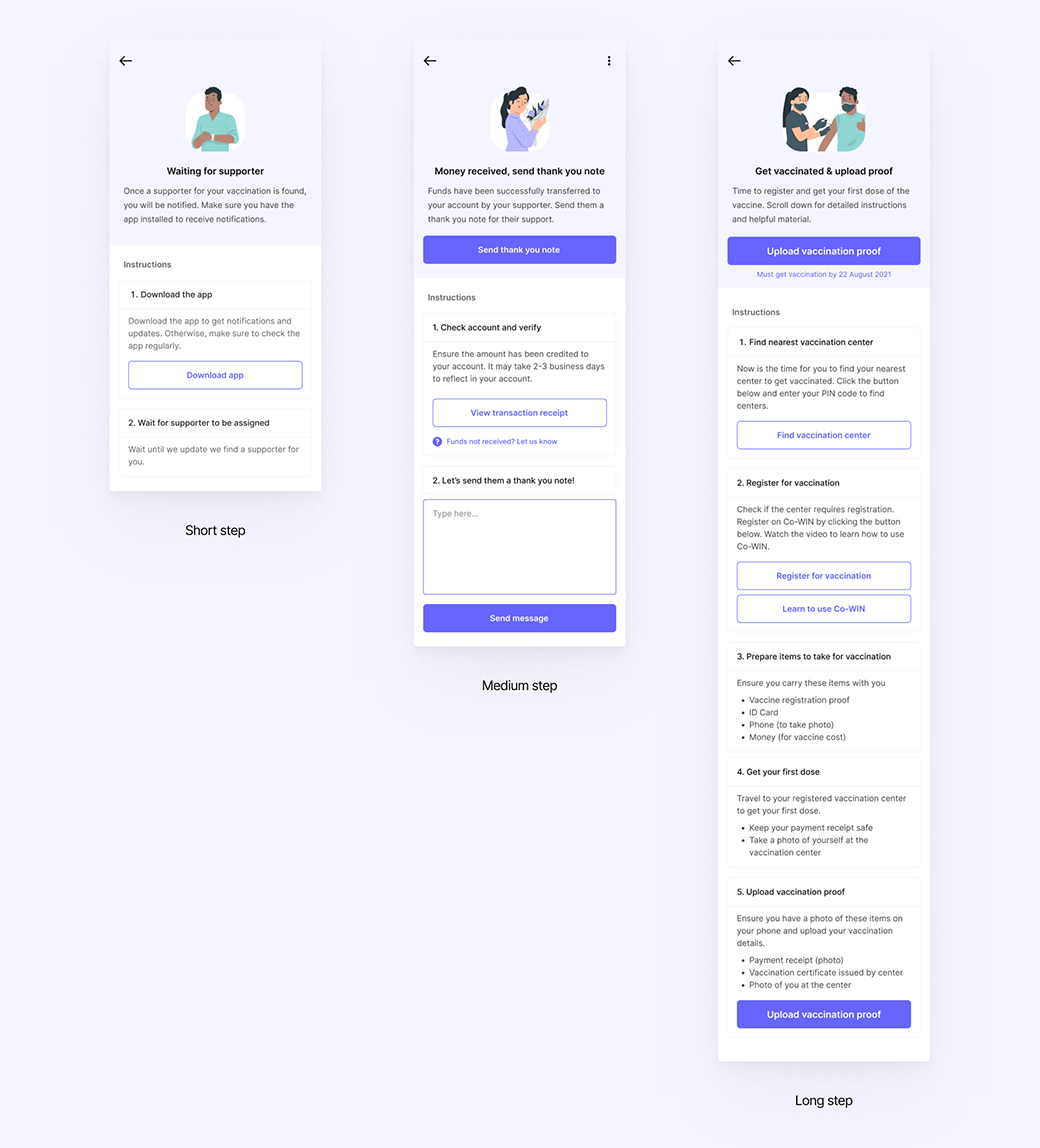 Waiting for supporter
Once a supporter for your vaccination is found,
you will be notified. Make sure you have the
app installed to receive notifications.
Instructions
1. Download the app
Download the app to get notifications and
updates. Otherwise, make sure to check the
app regularly.
Download app
2. Wait for supporter to be assigned
Wait until we update we find a supporter for
you.
Short step
Money received, send thank you note
Funds have been successfully transferred to
your account by your supporter. Send them a
thank you note for their support.
Send thank you note
Instructions
1. Check account and verify
Ensure the amount has been credited to
your account. It may take 2-3 business days
to reflect in your account.
View transaction receipt
? Funds not received? Let us know
2. Let's send them a thank you note!
Type here...
Send message
Medium step
Get vaccinated & upload proof
Time to register and get your first dose of the
vaccine. Scroll down for detailed instructions
and helpful material.
Upload vaccination proof
Must get vaccination by 22 August 2021
Instructions
1. Find nearest vaccination center
Now is the time for you to find your nearest
center to get vaccinated. Click the button
below and enter your PIN code to find
centers.
Find vaccination center
2. Register for vaccination
Check if the center requires registration.
Register on Co-WIN by clicking the button
below. Watch the video to learn how to use
Co-WIN.
Register for vaccination
Learn to use Co-WIN
3. Prepare items to take for vaccination
Ensure you carry these items with you
• Vaccine registration proof
• ID Card
• Phone (to take photo)
• Money (for vaccine cost)
4. Get your first dose
Travel to your registered vaccination center
to get your first dose.
• Keep your payment receipt safe
• Take a photo of yourself at the
vaccination center
5. Upload vaccination proof
Ensure you have a photo of these items on
your phone and upload your vaccination
details.
• Payment receipt (photo)
• Vaccination certificate issued by center
• Photo of you at the center
Upload vaccination proof
Long step